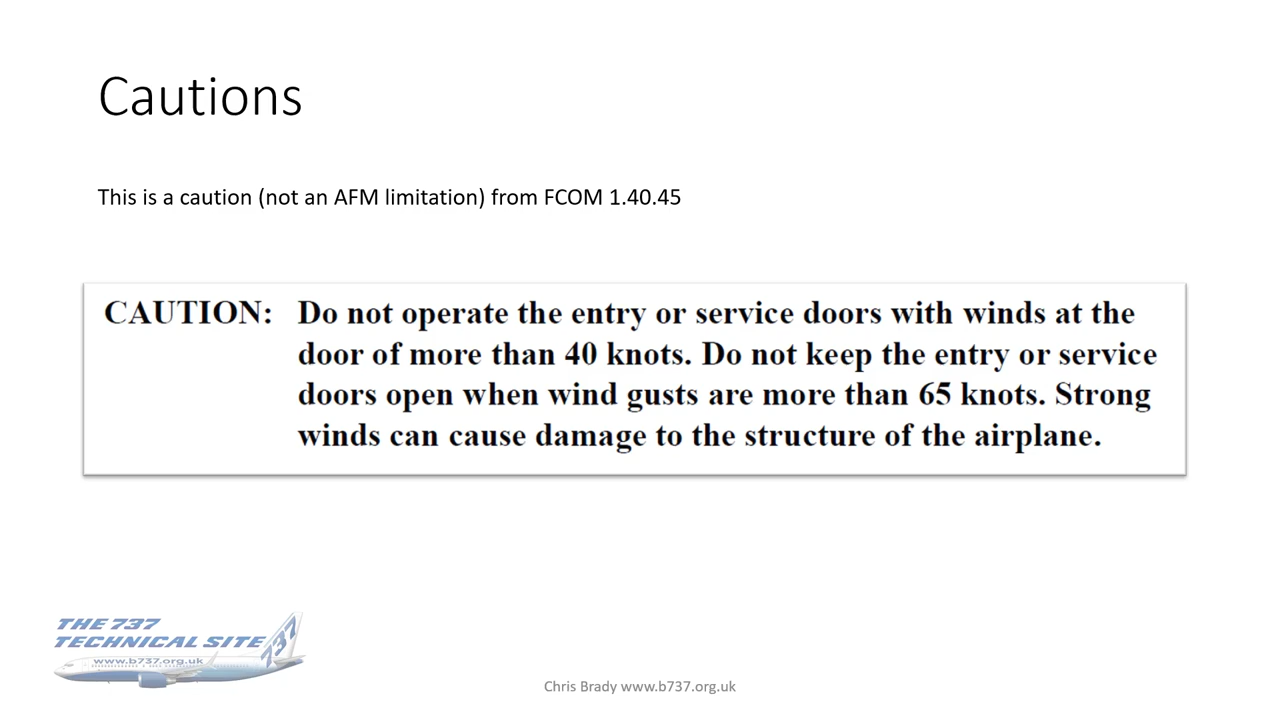 Cautions
This is a caution (not an AFM limitation) from FCOM 1.40.45
CAUTION: Do not operate the entry or service doors with winds at the
door of more than 40 knots. Do not keep the entry or service
doors open when wind gusts are more than 65 knots. Strong
winds can cause damage to the structure of the airplane.
THE 737
TECHNICAL SITE
737
www.b737.org.uk
Chris Brady www.b737.org.uk